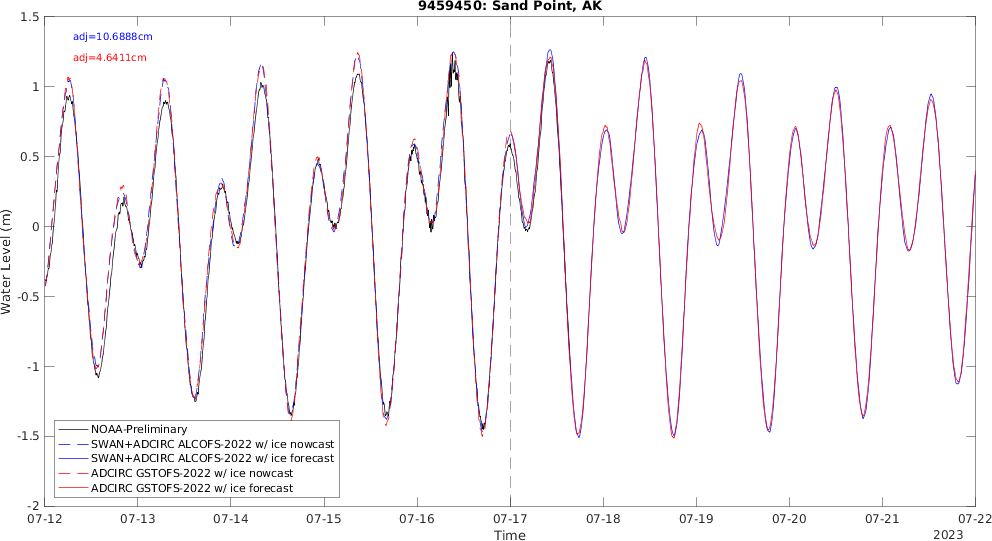 9459450: Sand Point, AK
adj=10.6888cm
adj=4.6411cm
1.5
1
0.5
0
-0.5
-1
-1.5
-2
Water Level (m)
NOAA-Preliminary
SWAN+ADCIRC ALCOFS-2022 w/ ice nowcast
SWAN+ADCIRC ALCOFS-2022 w/ ice forecast
ADCIRC GSTOFS-2022 w/ ice nowcast
ADCIRC GSTOFS-2022 w/ ice forecast
07-12 07-13 07-14 07-15 07-16 07-17 07-18 07-19 07-20 07-21 07-22
Time
2023